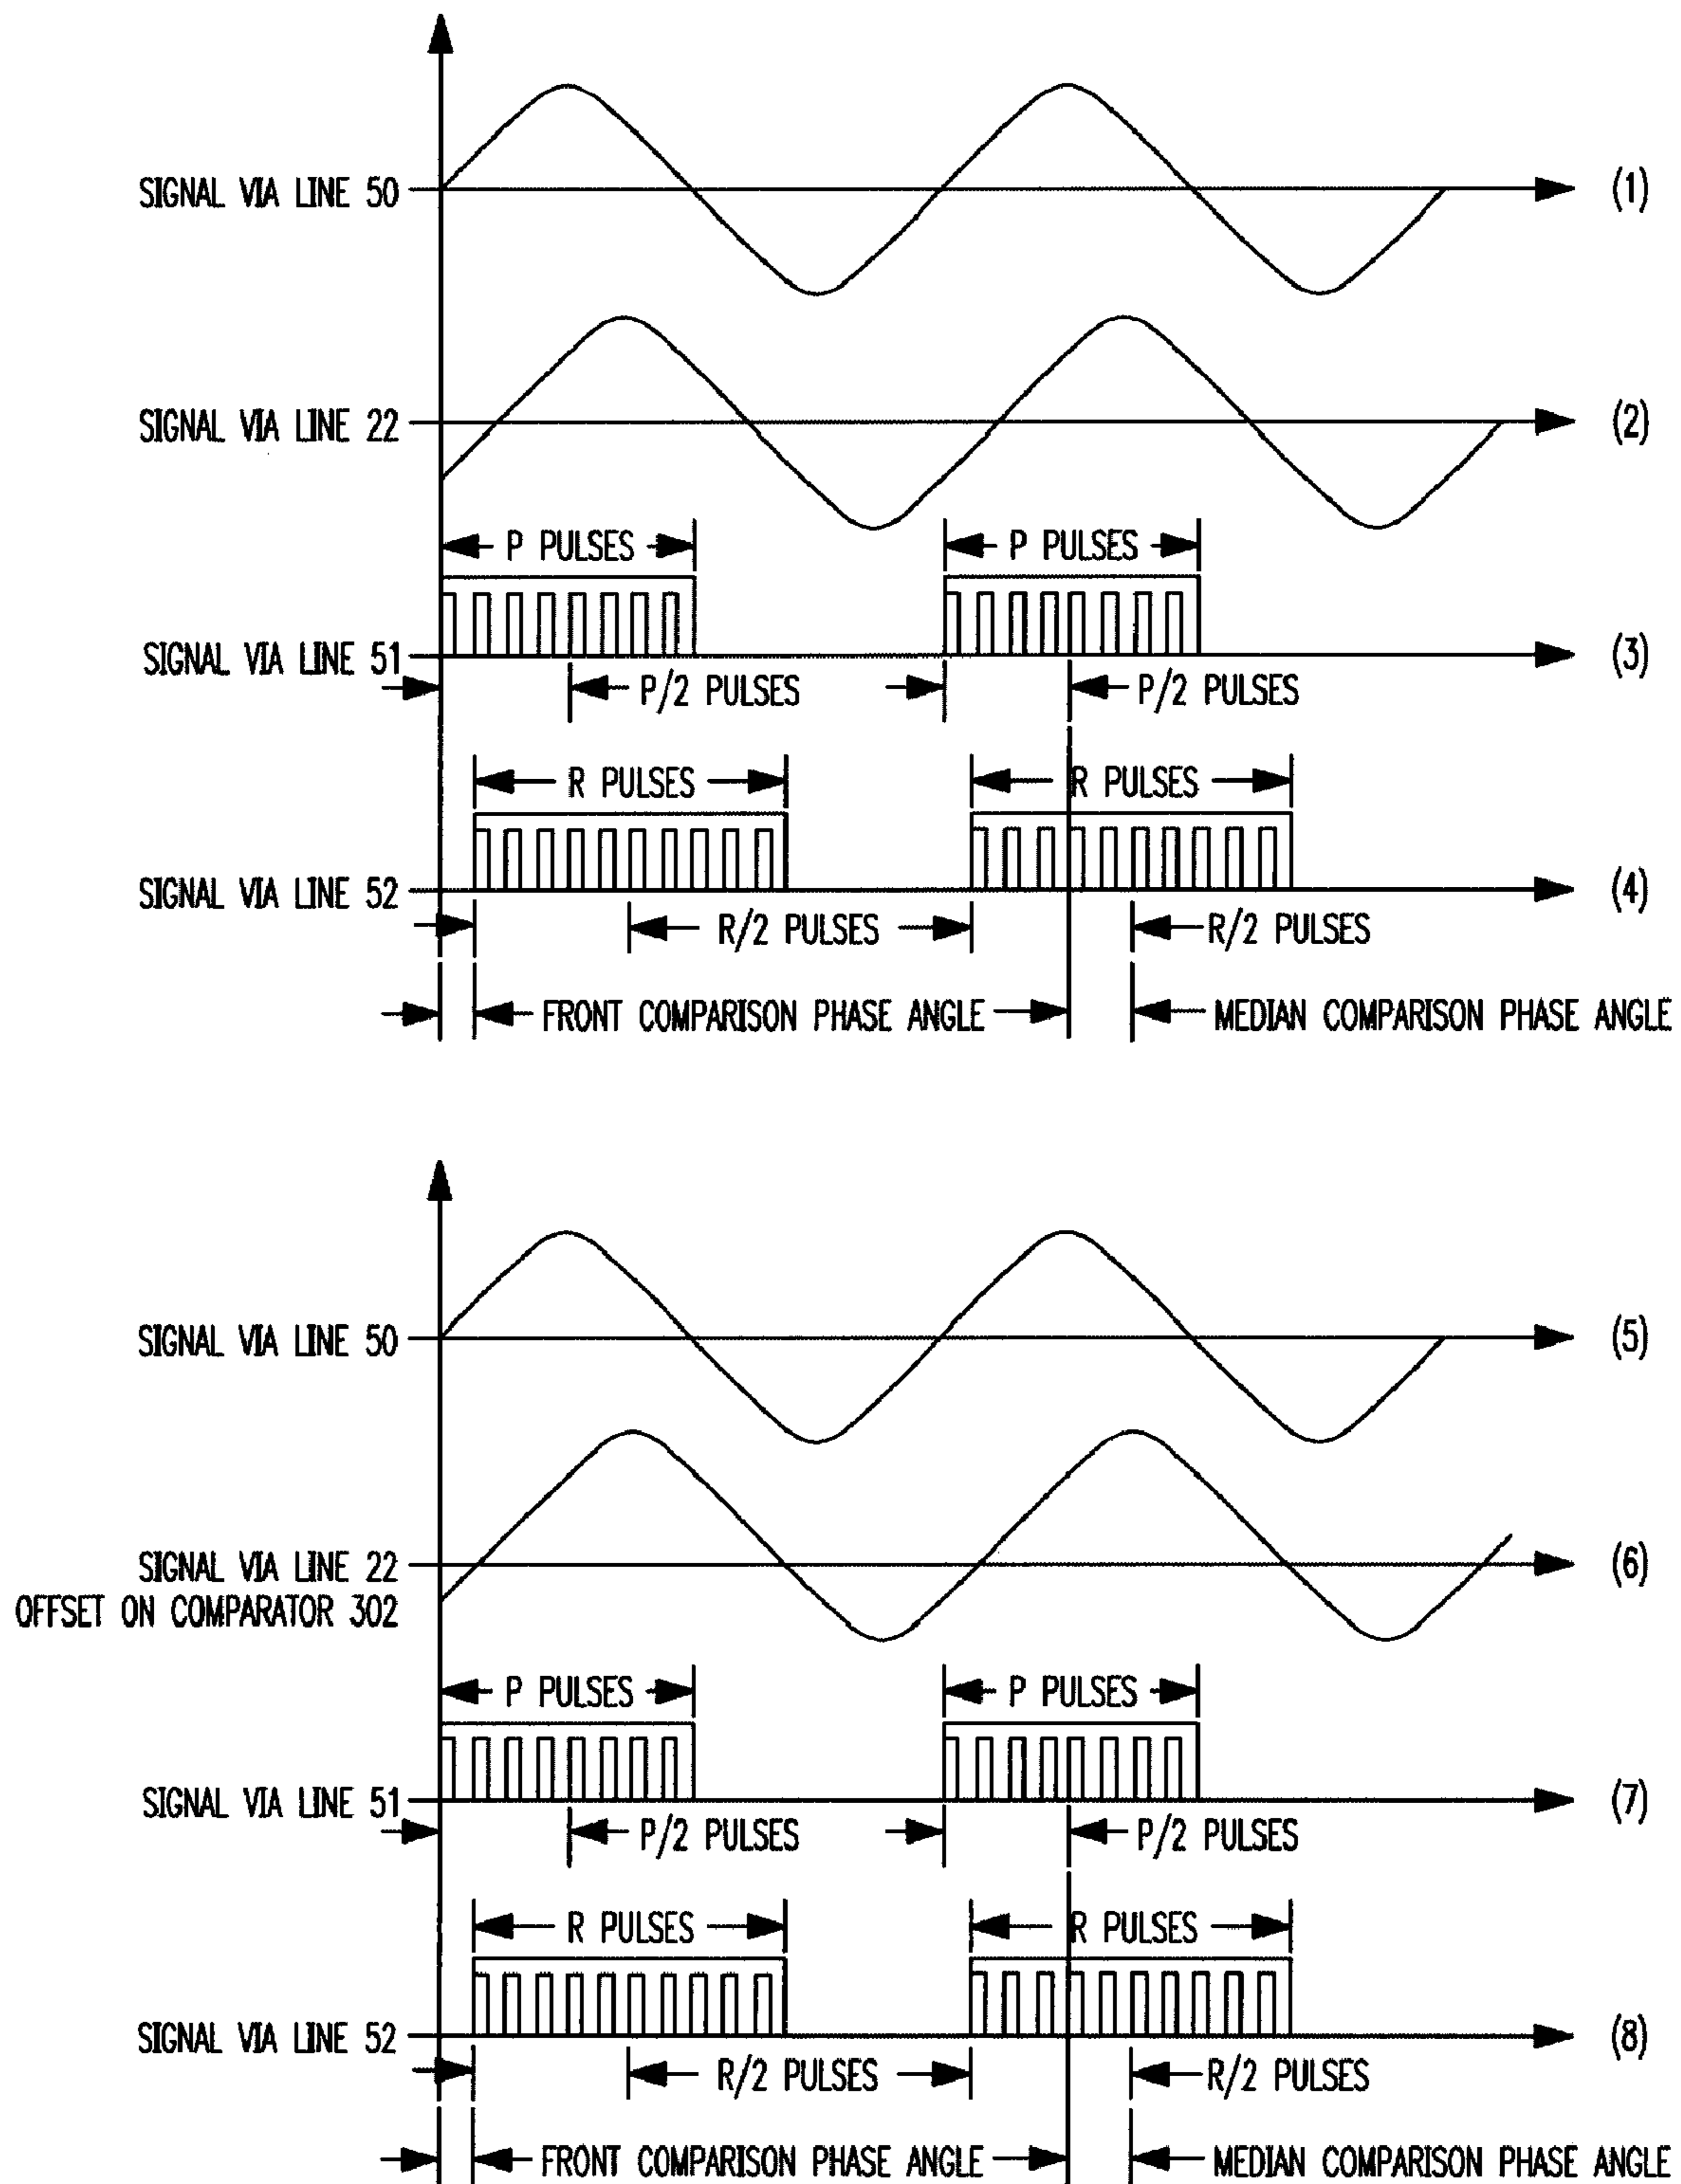 SIGNAL VIA LINE 50 (1)
SIGNAL VIA LINE 22 (2)
P PULSES P PULSES
SIGNAL VIA LINE 51 (3)
P/2 PULSES P/2 PULSES
R PULSES R PULSES
SIGNAL VIA LINE 52 (4)
R/2 PULSES R/2 PULSES
FRONT COMPARISON PHASE ANGLE MEDIAN COMPARISON PHASE ANGLE
SIGNAL VIA LINE 50 (5)
SIGNAL VIA LINE 22 (6)
OFFSET ON COMPARATOR 302
P PULSES P PULSES
SIGNAL VIA LINE 51 (7)
P/2 PULSES P/2 PULSES
R PULSES R PULSES
SIGNAL VIA LINE 52 (8)
R/2 PULSES R/2 PULSES
FRONT COMPARISON PHASE ANGLE MEDIAN COMPARISON PHASE ANGLE